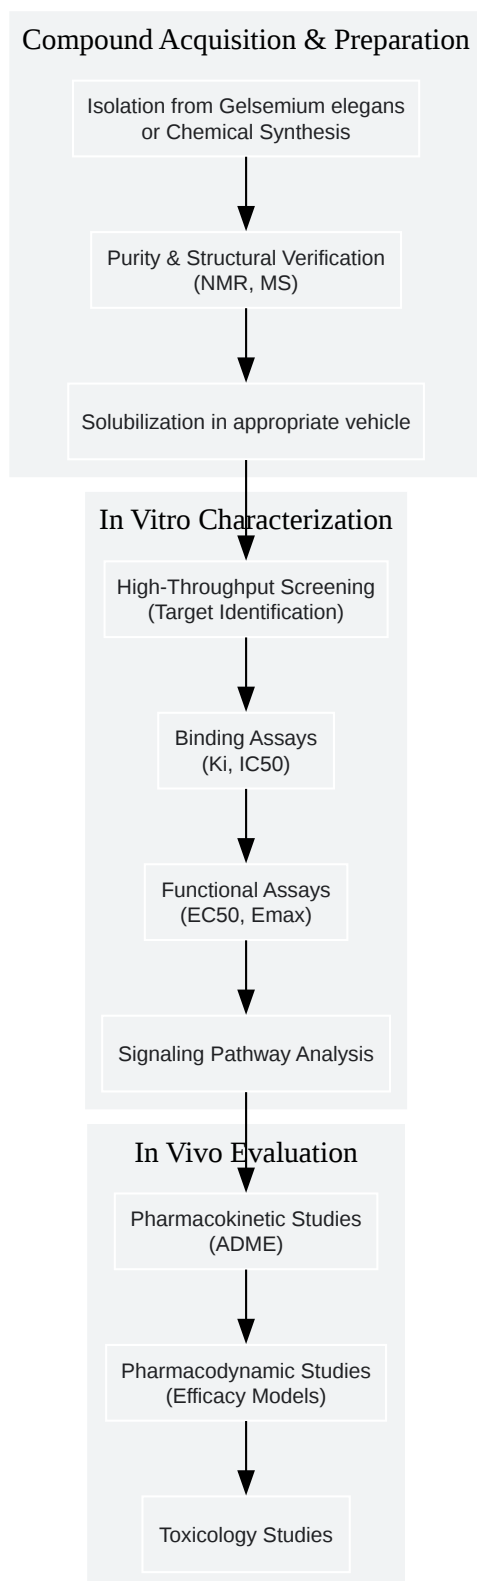 Compound Acquisition & Preparation
Isolation from Gelsemium elegans
or Chemical Synthesis
Purity & Structural Verification
(NMR, MS)
Solubilization in appropriate vehicle
In Vitro Characterization
High-Throughput Screening
(Target Identification)
Binding Assays
(Ki, IC50)
Functional Assays
(EC50, Emax)
Signaling Pathway Analysis
In Vivo Evaluation
Pharmacokinetic Studies
(ADME)
Pharmacodynamic Studies
(Efficacy Models)
Toxicology Studies